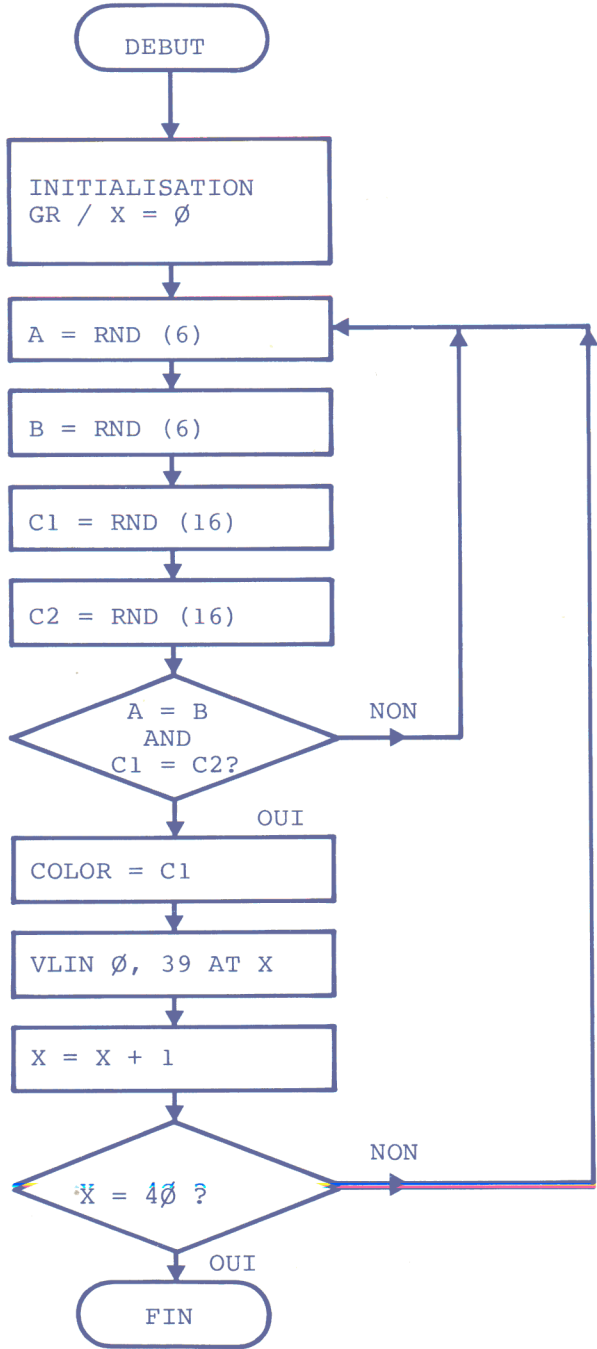 DEBUT
INITIALISATION
GR / X = Ø
A = RND (6)
B = RND (6)
C1 = RND (16)
C2 = RND (16)
A = B
AND
C1 = C2?
NON
OUI
COLOR = C1
VLIN Ø, 39 AT X
X = X + 1
X = 4Ø ?
NON
OUI
FIN